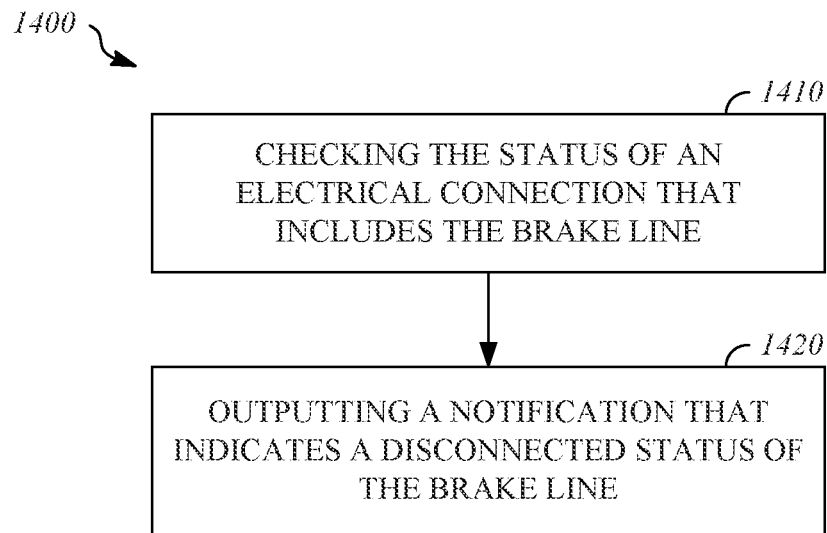 1400
1410
CHECKING THE STATUS OF AN
ELECTRICAL CONNECTION THAT
INCLUDES THE BRAKE LINE
1420
OUTPUTTING A NOTIFICATION THAT
INDICATES A DISCONNECTED STATUS OF
THE BRAKE LINE